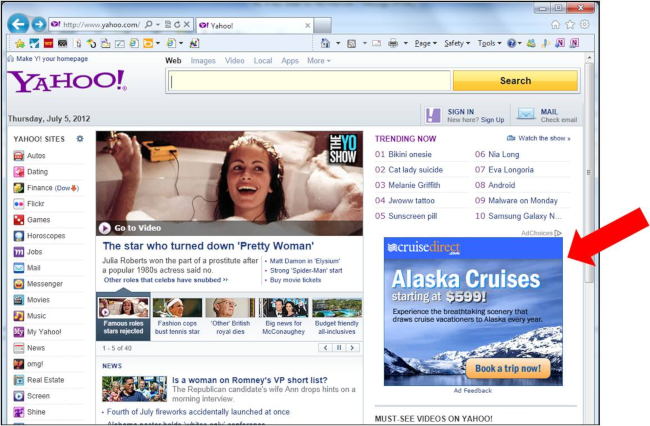 http://www.yahoo.com/
Yahoo!
Page
Safety
Tools
Make Y! your homepage
Web Images Video Local Apps More
YAHOO!
Search
Thursday, July 5, 2012
SIGN IN
New here? Sign Up
MAIL
Check email
YAHOO! SITES
Autos
Dating
Finance (Dow)
Flickr
Games
Horoscopes
Jobs
Mail
Messenger
Movies
Music
My Yahoo!
News
omg!
Real Estate
Screen
Shine
THE YO SHOW
Go to Video
The star who turned down 'Pretty Woman'
Julia Roberts won the part of a prostitute after
a popular 1980s actress said no.
Other roles that celebs have snubbed »
• Matt Damon in 'Elysium'
• Strong 'Spider-Man' start
• Buy movie tickets
Famous roles
stars rejected
Fashion cops
bust tennis star
'Other' British
royal dies
Big news for
McConaughey
Budget friendly
all-inclusives
1 - 5 of 40
NEWS
Is a woman on Romney's VP short list?
The Republican candidate's wife Ann drops hints on a
morning interview.
• Fourth of July fireworks accidentally launched at once
TRENDING NOW
Watch the show »
01 Bikini onesie
02 Cat lady suicide
03 Melanie Griffith
04 Jwoww tattoo
05 Sunscreen pill
06 Nia Long
07 Eva Longoria
08 Android
09 Malware on Monday
10 Samsung Galaxy N...
AdChoices
cruisedirect
.com
Alaska Cruises
starting at $599!
Experience the breathtaking scenery that
draws cruise vacationers to Alaska every year.
Book a trip now!
Ad Feedback
MUST-SEE VIDEOS ON YAHOO!